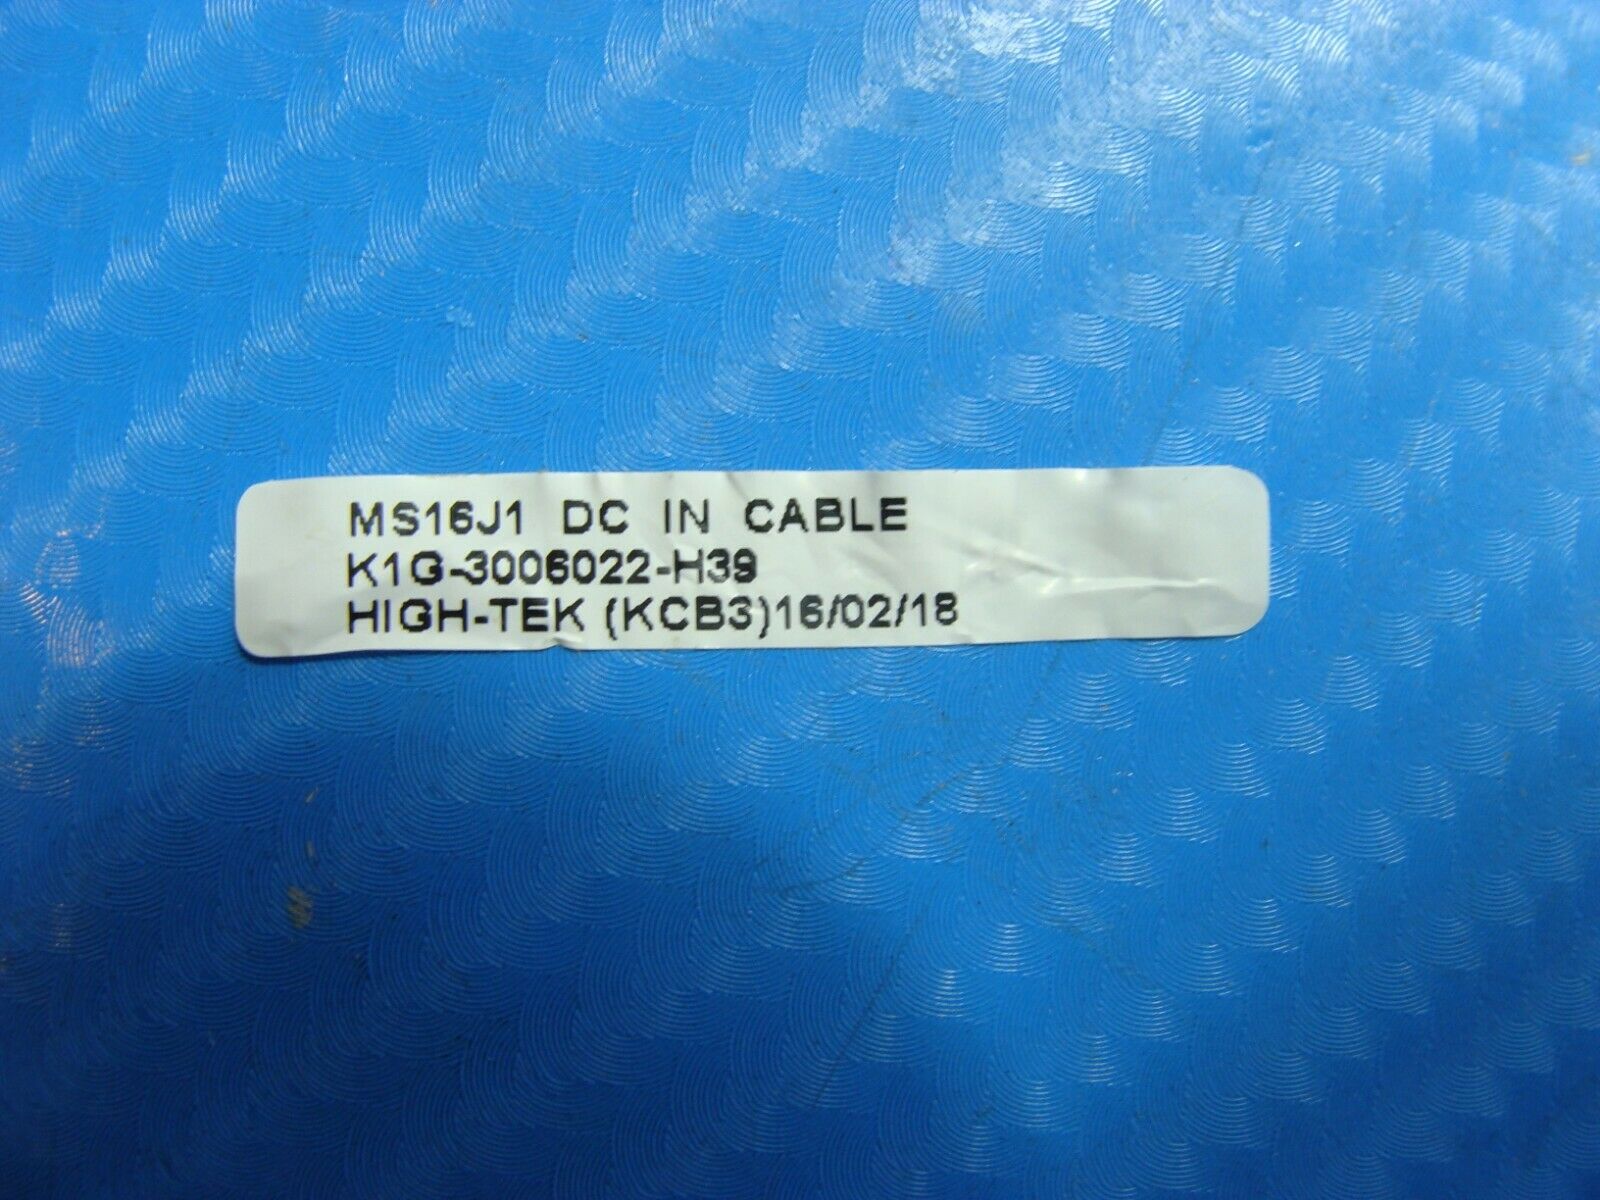 MS16J1 DC IN CABLE
K1G-3006022-H39
HIGH-TEK (KCB3)16/02/18